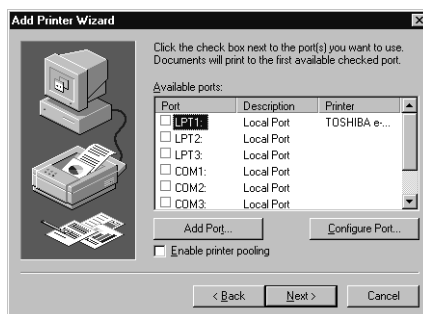 Add Printer Wizard
Click the check box next to the port(s) you want to use.
Documents will print to the first available checked port.
Available ports:
Port Description Printer
LPT1: Local Port TOSHIBA e-...
LPT2: Local Port
LPT3: Local Port
COM1: Local Port
COM2: Local Port
COM3: Local Port
Add Port... Configure Port...
Enable printer pooling
< Back Next > Cancel